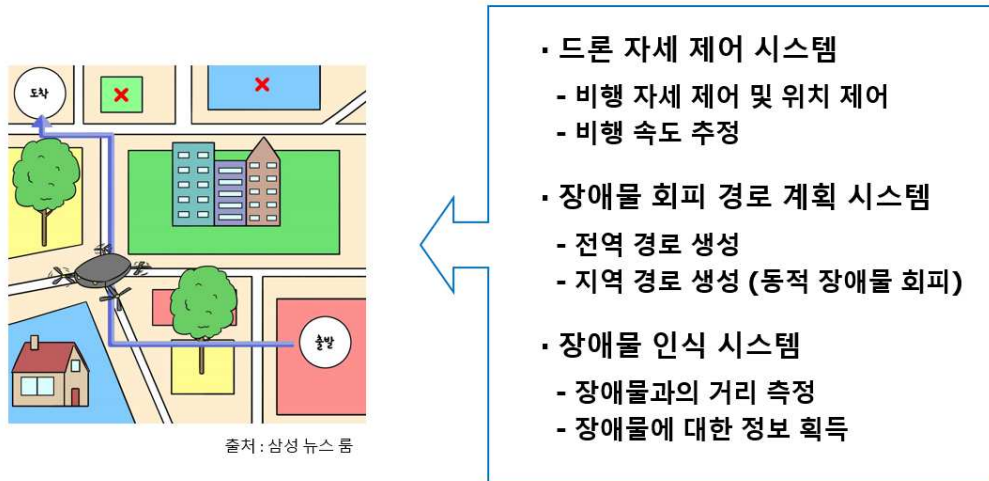 도착
출발
출처 : 삼성 뉴스 룸
· 드론 자세 제어 시스템
- 비행 자세 제어 및 위치 제어
- 비행 속도 추정
· 장애물 회피 경로 계획 시스템
- 전역 경로 생성
- 지역 경로 생성 (동적 장애물 회피)
· 장애물 인식 시스템
- 장애물과의 거리 측정
- 장애물에 대한 정보 획득